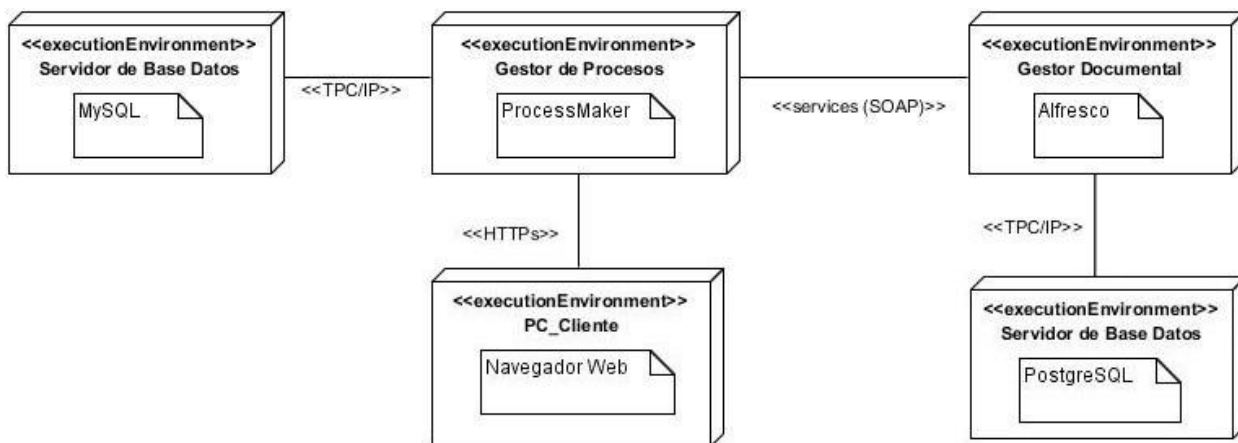 <<executionEnvironment>>
Servidor de Base Datos
MySQL
<<TPC/IP>>
<<executionEnvironment>>
Gestor de Procesos
ProcessMaker
<<services (SOAP)>>
<<executionEnvironment>>
Gestor Documental
Alfresco
<<HTTPs>>
<<TPC/IP>>
<<executionEnvironment>>
PC_Cliente
Navegador Web
<<executionEnvironment>>
Servidor de Base Datos
PostgreSQL